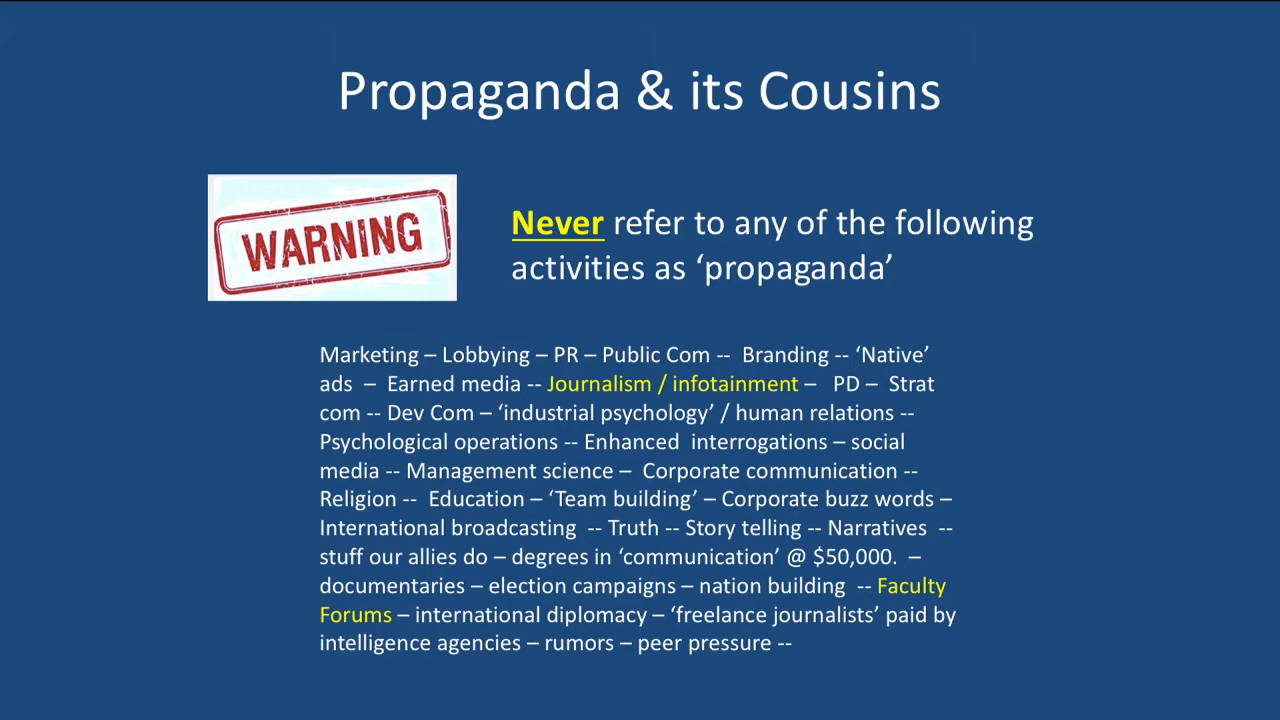 Propaganda & its Cousins
WARNING
Never refer to any of the following
activities as ‘propaganda’
Marketing – Lobbying – PR – Public Com -- Branding -- ‘Native’
ads – Earned media -- Journalism / infotainment – PD – Strat
com -- Dev Com – ‘industrial psychology’ / human relations --
Psychological operations -- Enhanced interrogations – social
media -- Management science – Corporate communication --
Religion -- Education – ‘Team building’ – Corporate buzz words –
International broadcasting -- Truth -- Story telling -- Narratives --
stuff our allies do – degrees in ‘communication’ @ $50,000. –
documentaries – election campaigns – nation building -- Faculty
Forums – international diplomacy – ‘freelance journalists’ paid by
intelligence agencies – rumors – peer pressure --